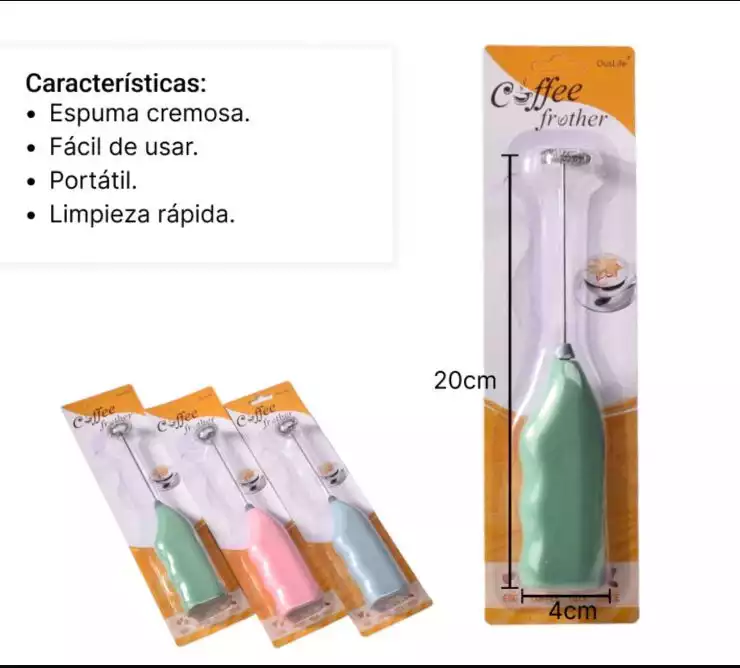 Características:
• Espuma cremosa.
• Fácil de usar.
• Portátil.
• Limpieza rápida.
Coffee
frother
20cm
4cm
Coffee
frother
Coffee
frother
Coffee
frother